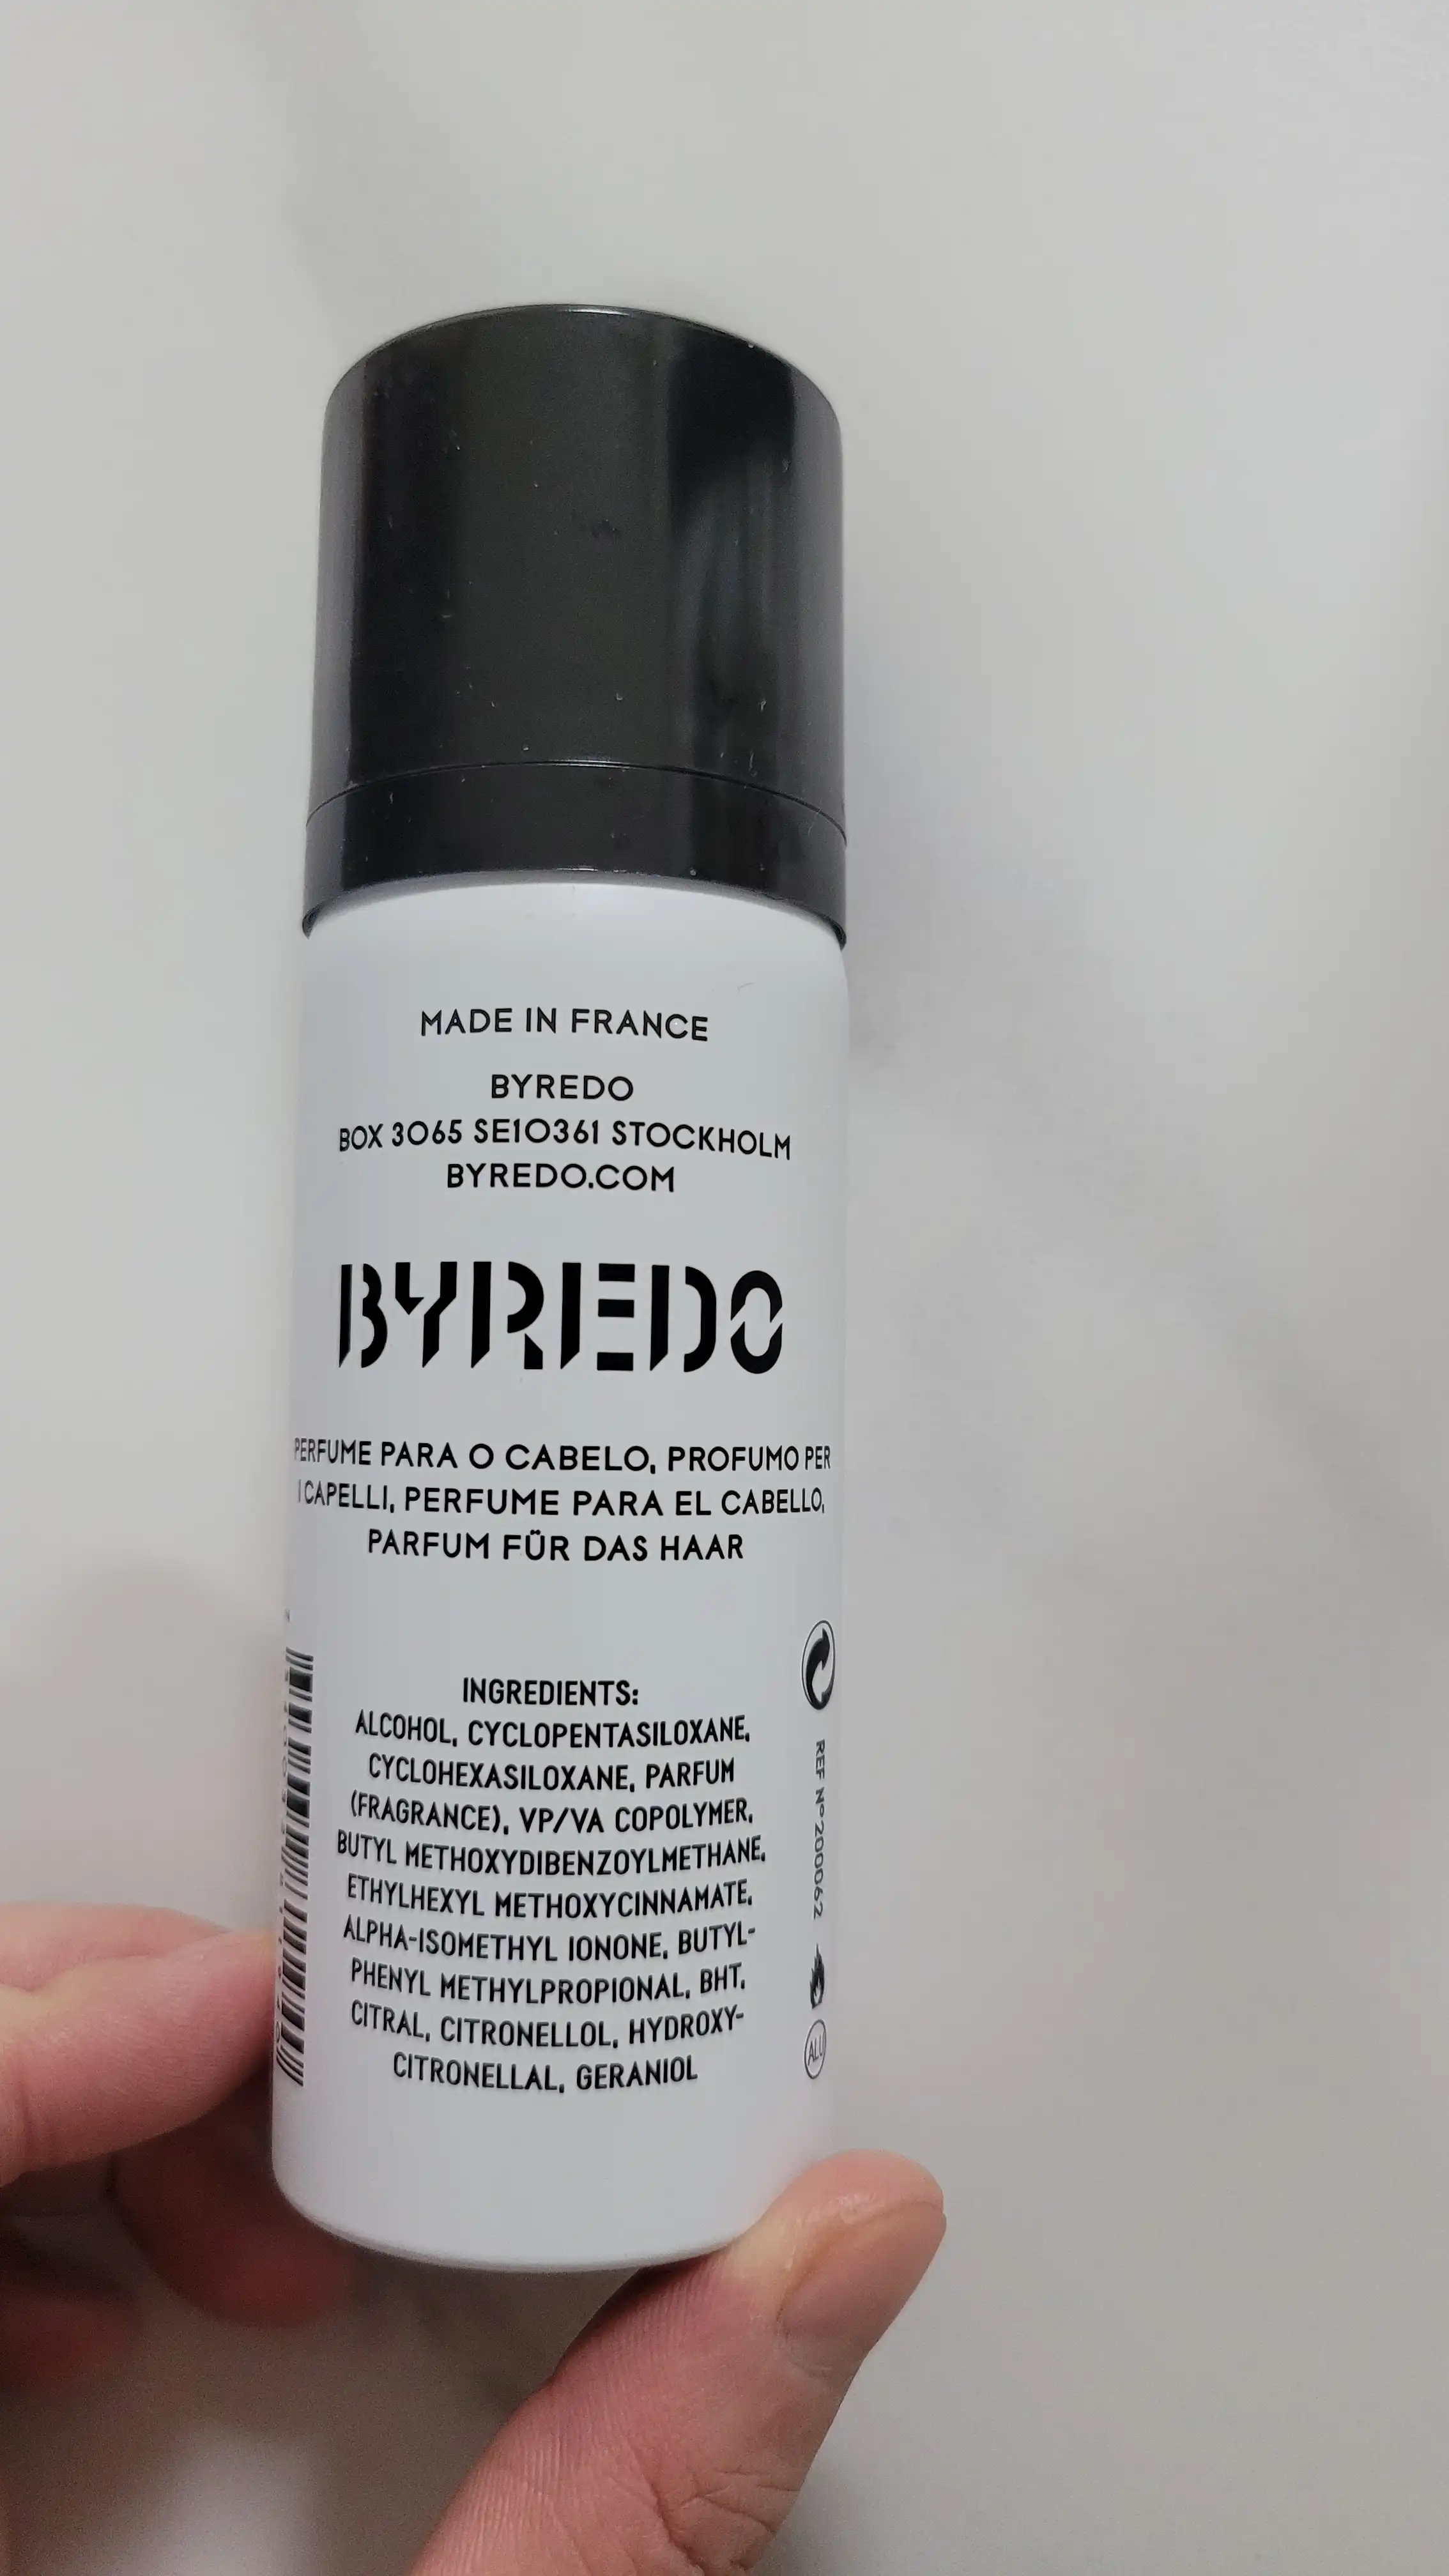 MADE IN FRANCE
BYREDO
BOX 3065 SE10361 STOCKHOLM
BYREDO.COM
BYREDO
PERFUME PARA O CABELO, PROFUMO PER
I CAPELLI, PERFUME PARA EL CABELLO,
PARFUM FÜR DAS HAAR
INGREDIENTS:
ALCOHOL, CYCLOPENTASILOXANE,
CYCLOHEXASILOXANE, PARFUM
(FRAGRANCE), VP/VA COPOLYMER,
BUTYL METHOXYDIBENZOYLMETHANE,
ETHYLHEXYL METHOXYCINNAMATE,
ALPHA-ISOMETHYL IONONE, BUTYL-
PHENYL METHYLPROPIONAL, BHT,
CITRAL, CITRONELLOL, HYDROXY-
CITRONELLAL, GERANIOL
REF Nº200062
ALU